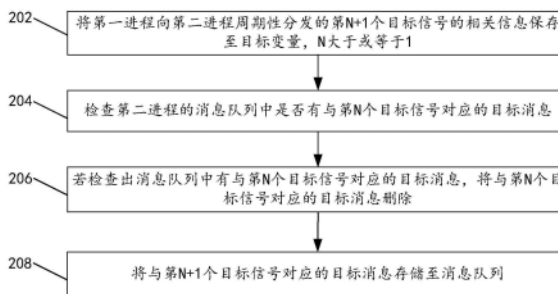 202
将第一进程向第二进程周期性分发的第N+1个目标信号的相关信息保存
至目标变量，N大于或等于1
204
检查第二进程的消息队列中是否有与第N个目标信号对应的目标消息
206
若检查出消息队列中有与第N个目标信号对应的目标消息，将与第N个目
标信号对应的目标消息删除
208
将与第N+1个目标信号对应的目标消息存储至消息队列